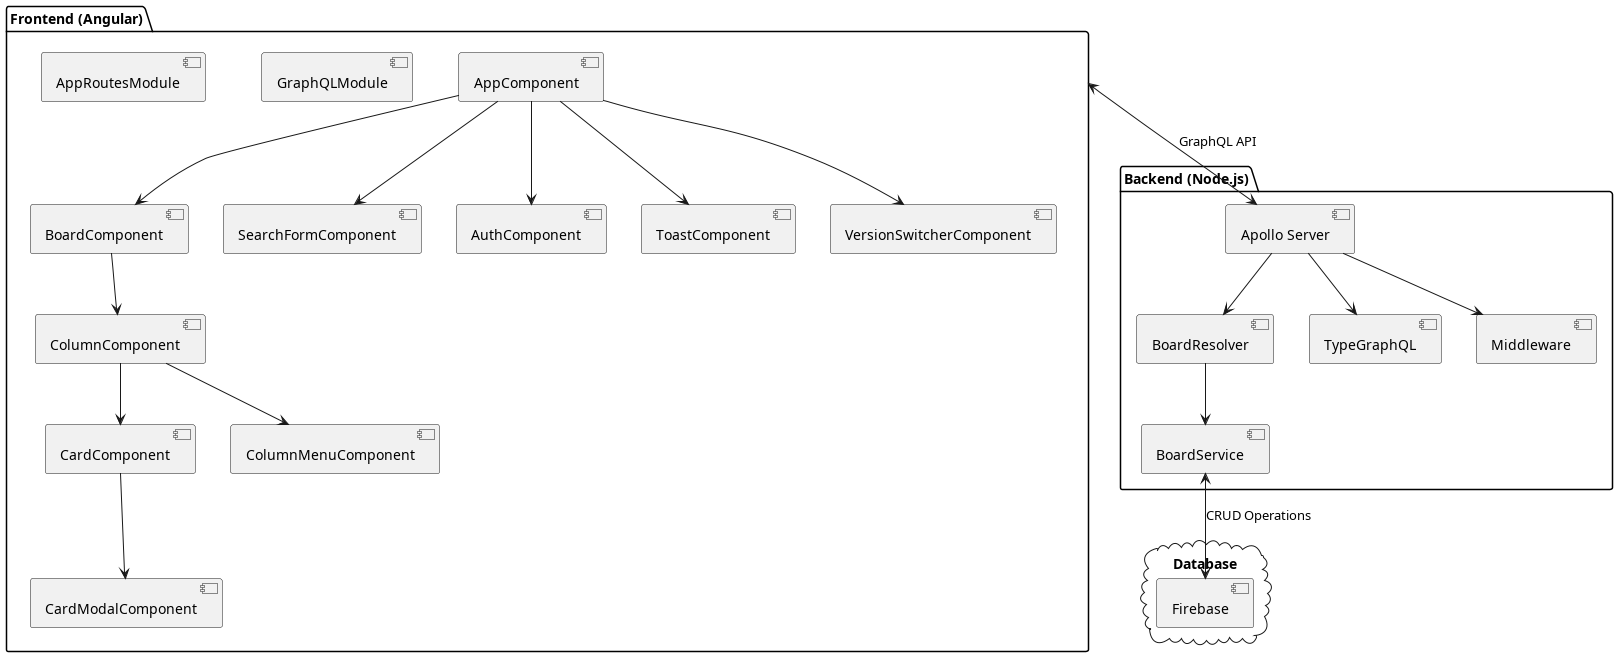 Frontend (Angular)
AppRoutesModule
GraphQLModule
AppComponent
GraphQL API
Backend (Node.js)
BoardComponent
SearchFormComponent
AuthComponent
ToastComponent
VersionSwitcherComponent
Apollo Server
ColumnComponent
BoardResolver
TypeGraphQL
Middleware
CardComponent
ColumnMenuComponent
BoardService
CRUD Operations
Database
CardModalComponent
Firebase